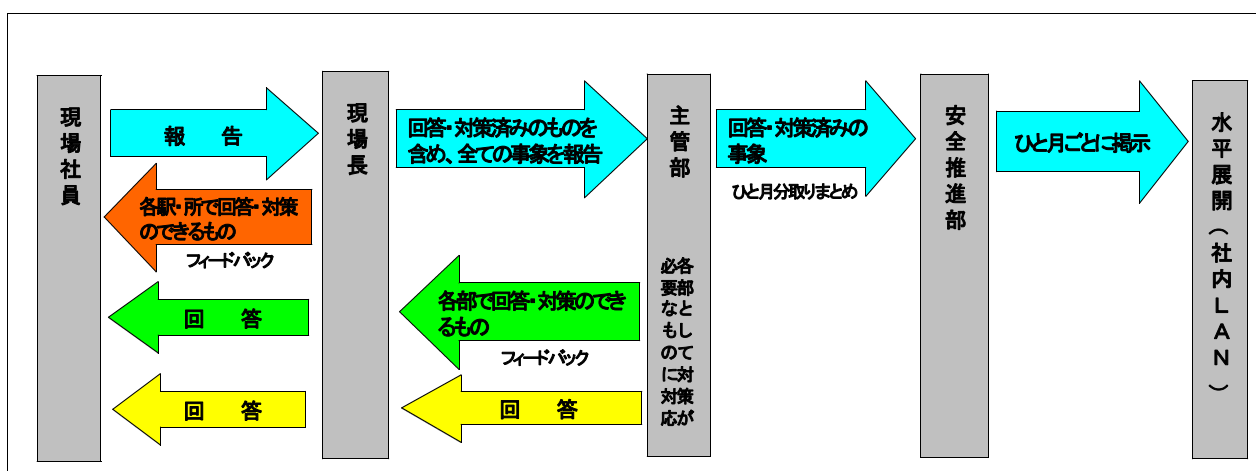 現場社員
報　告
各駅・所で回答・対策
のできるもの
フィードバック
回　答
回　答
現場長
回答・対策済みのものを
含め、全ての事象を報告
各部で回答・対策のでき
るもの
フィードバック
回　答
主管部
各部として対策が
必要なものに対応
回答・対策済みの
事象
ひと月分取りまとめ
安全推進部
ひと月ごとに掲示
水平展開（社内ＬＡＮ）